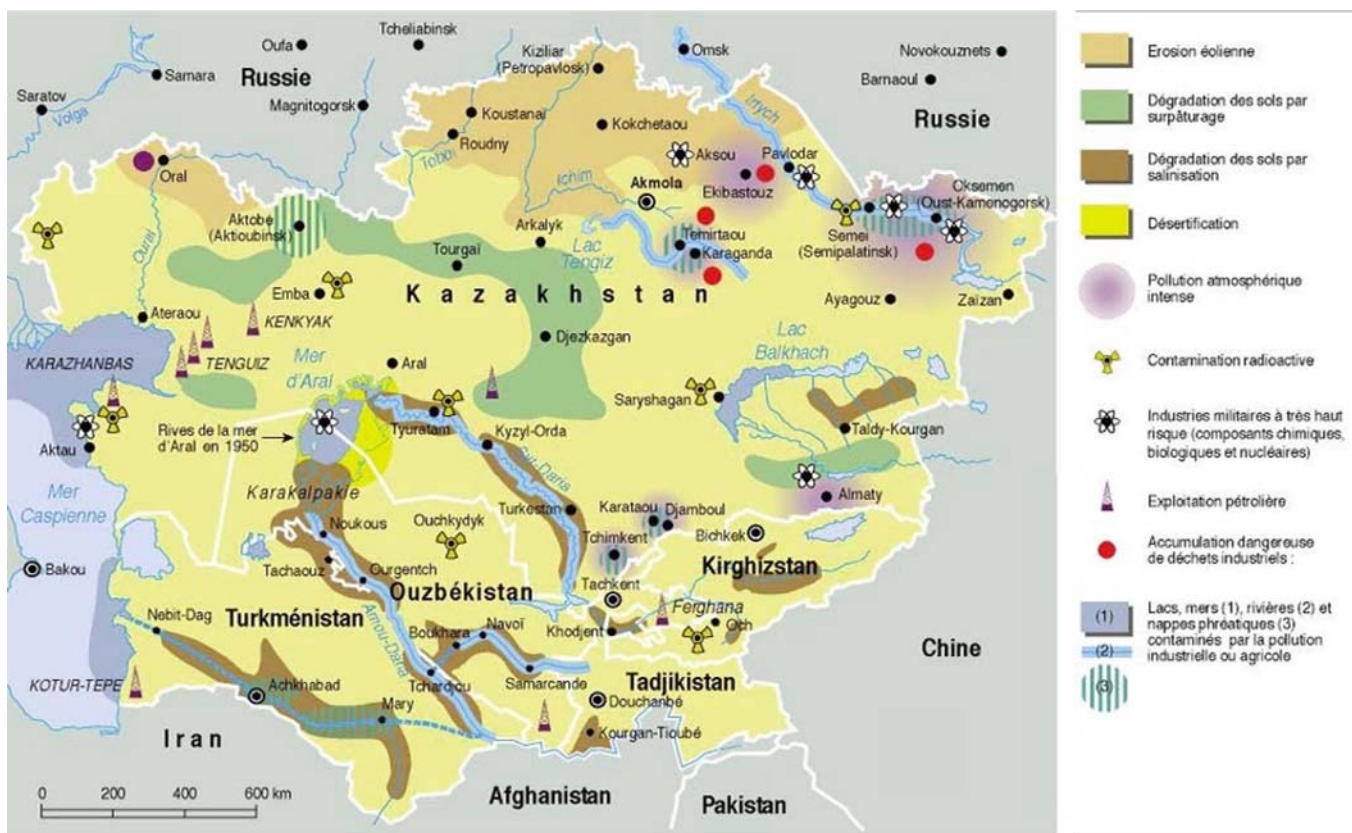 Tcheliabinsk
Oufa
Kiziliar
(Petropavlosk)
Omsk
Novokouznets
Samara
Russie
Barnaoul
Saratov
Volga
Magnitogorsk
Koustanaï
Irtych
Russie
Kokchetaou
Roudny
Tobol
Aksou
Pavlodar
Oral
Ichim
Akmola
Ekibastouz
Oksemen
(Oust-Kamenogorsk)
Aktobe
(Aktioubinsk)
Arkalyk
Temirtaou
Semeï
(Semipalatinsk)
Oural
Tourgaï
Lac
Tengiz
Karaganda
Emba
Kazakhstan
Ayagouz
Zaïzan
Ateraou
KENKYAK
Djezkazgan
Lac
Balkhach
KARAZHANBAS
TENGUIZ
Mer
d'Aral
Aral
Saryshagan
Rives de la mer
d'Aral en 1950
Tyuratam
Kyzyl-Orda
Taldy-Kourgan
Aktau
Syr-Daria
Karakalpakie
Almaty
Mer
Caspienne
Noukous
Ouchkydyk
Turkestan
Karataou
Djamboul
Tchimkent
Bichkek
Bakou
Tachaouz
Ourgentch
Kirghizstan
Ouzbékistan
Tachkent
Turkménistan
Ferghana
Nebit-Dag
Amou-Daria
Boukhara
Navoï
Khodjent
Och
Chine
KOTUR-TEPE
Achkhabad
Tchardjou
Samarcande
Tadjikistan
Douchanbé
Mary
Iran
Kourgan-Tioubé
Afghanistan
Pakistan
0 200 400 600 km
Erosion éolienne
Dégradation des sols par
surpâturage
Dégradation des sols par
salinisation
Désertification
Pollution atmosphérique
intense
Contamination radioactive
Industries militaires à très haut
risque (composants chimiques,
biologiques et nucléaires)
Exploitation pétrolière
Accumulation dangereuse
de déchets industriels :
(1)
(2)
(3)
Lacs, mers (1), rivières (2) et
nappes phréatiques (3)
contaminés par la pollution
industrielle ou agricole